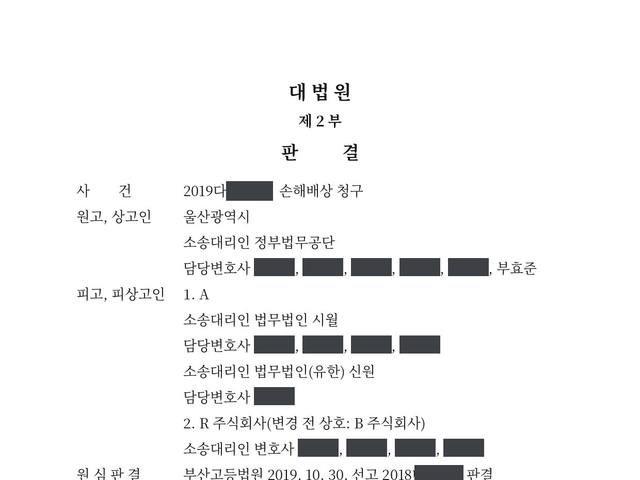 대 법 원
제 2 부
판 결
사 건 2019다 손해배상 청구
원고, 상고인 울산광역시
소송대리인 정부법무공단
담당변호사 , , , , , 부효준
피고, 피상고인 1. A
소송대리인 법무법인 시월
담당변호사 , , ,
소송대리인 법무법인(유한) 신원
담당변호사
2. R 주식회사(변경 전 상호: B 주식회사)
소송대리인 변호사 , , ,
원 심 판 결 부산고등법원 2019. 10. 30. 선고 2018 판결